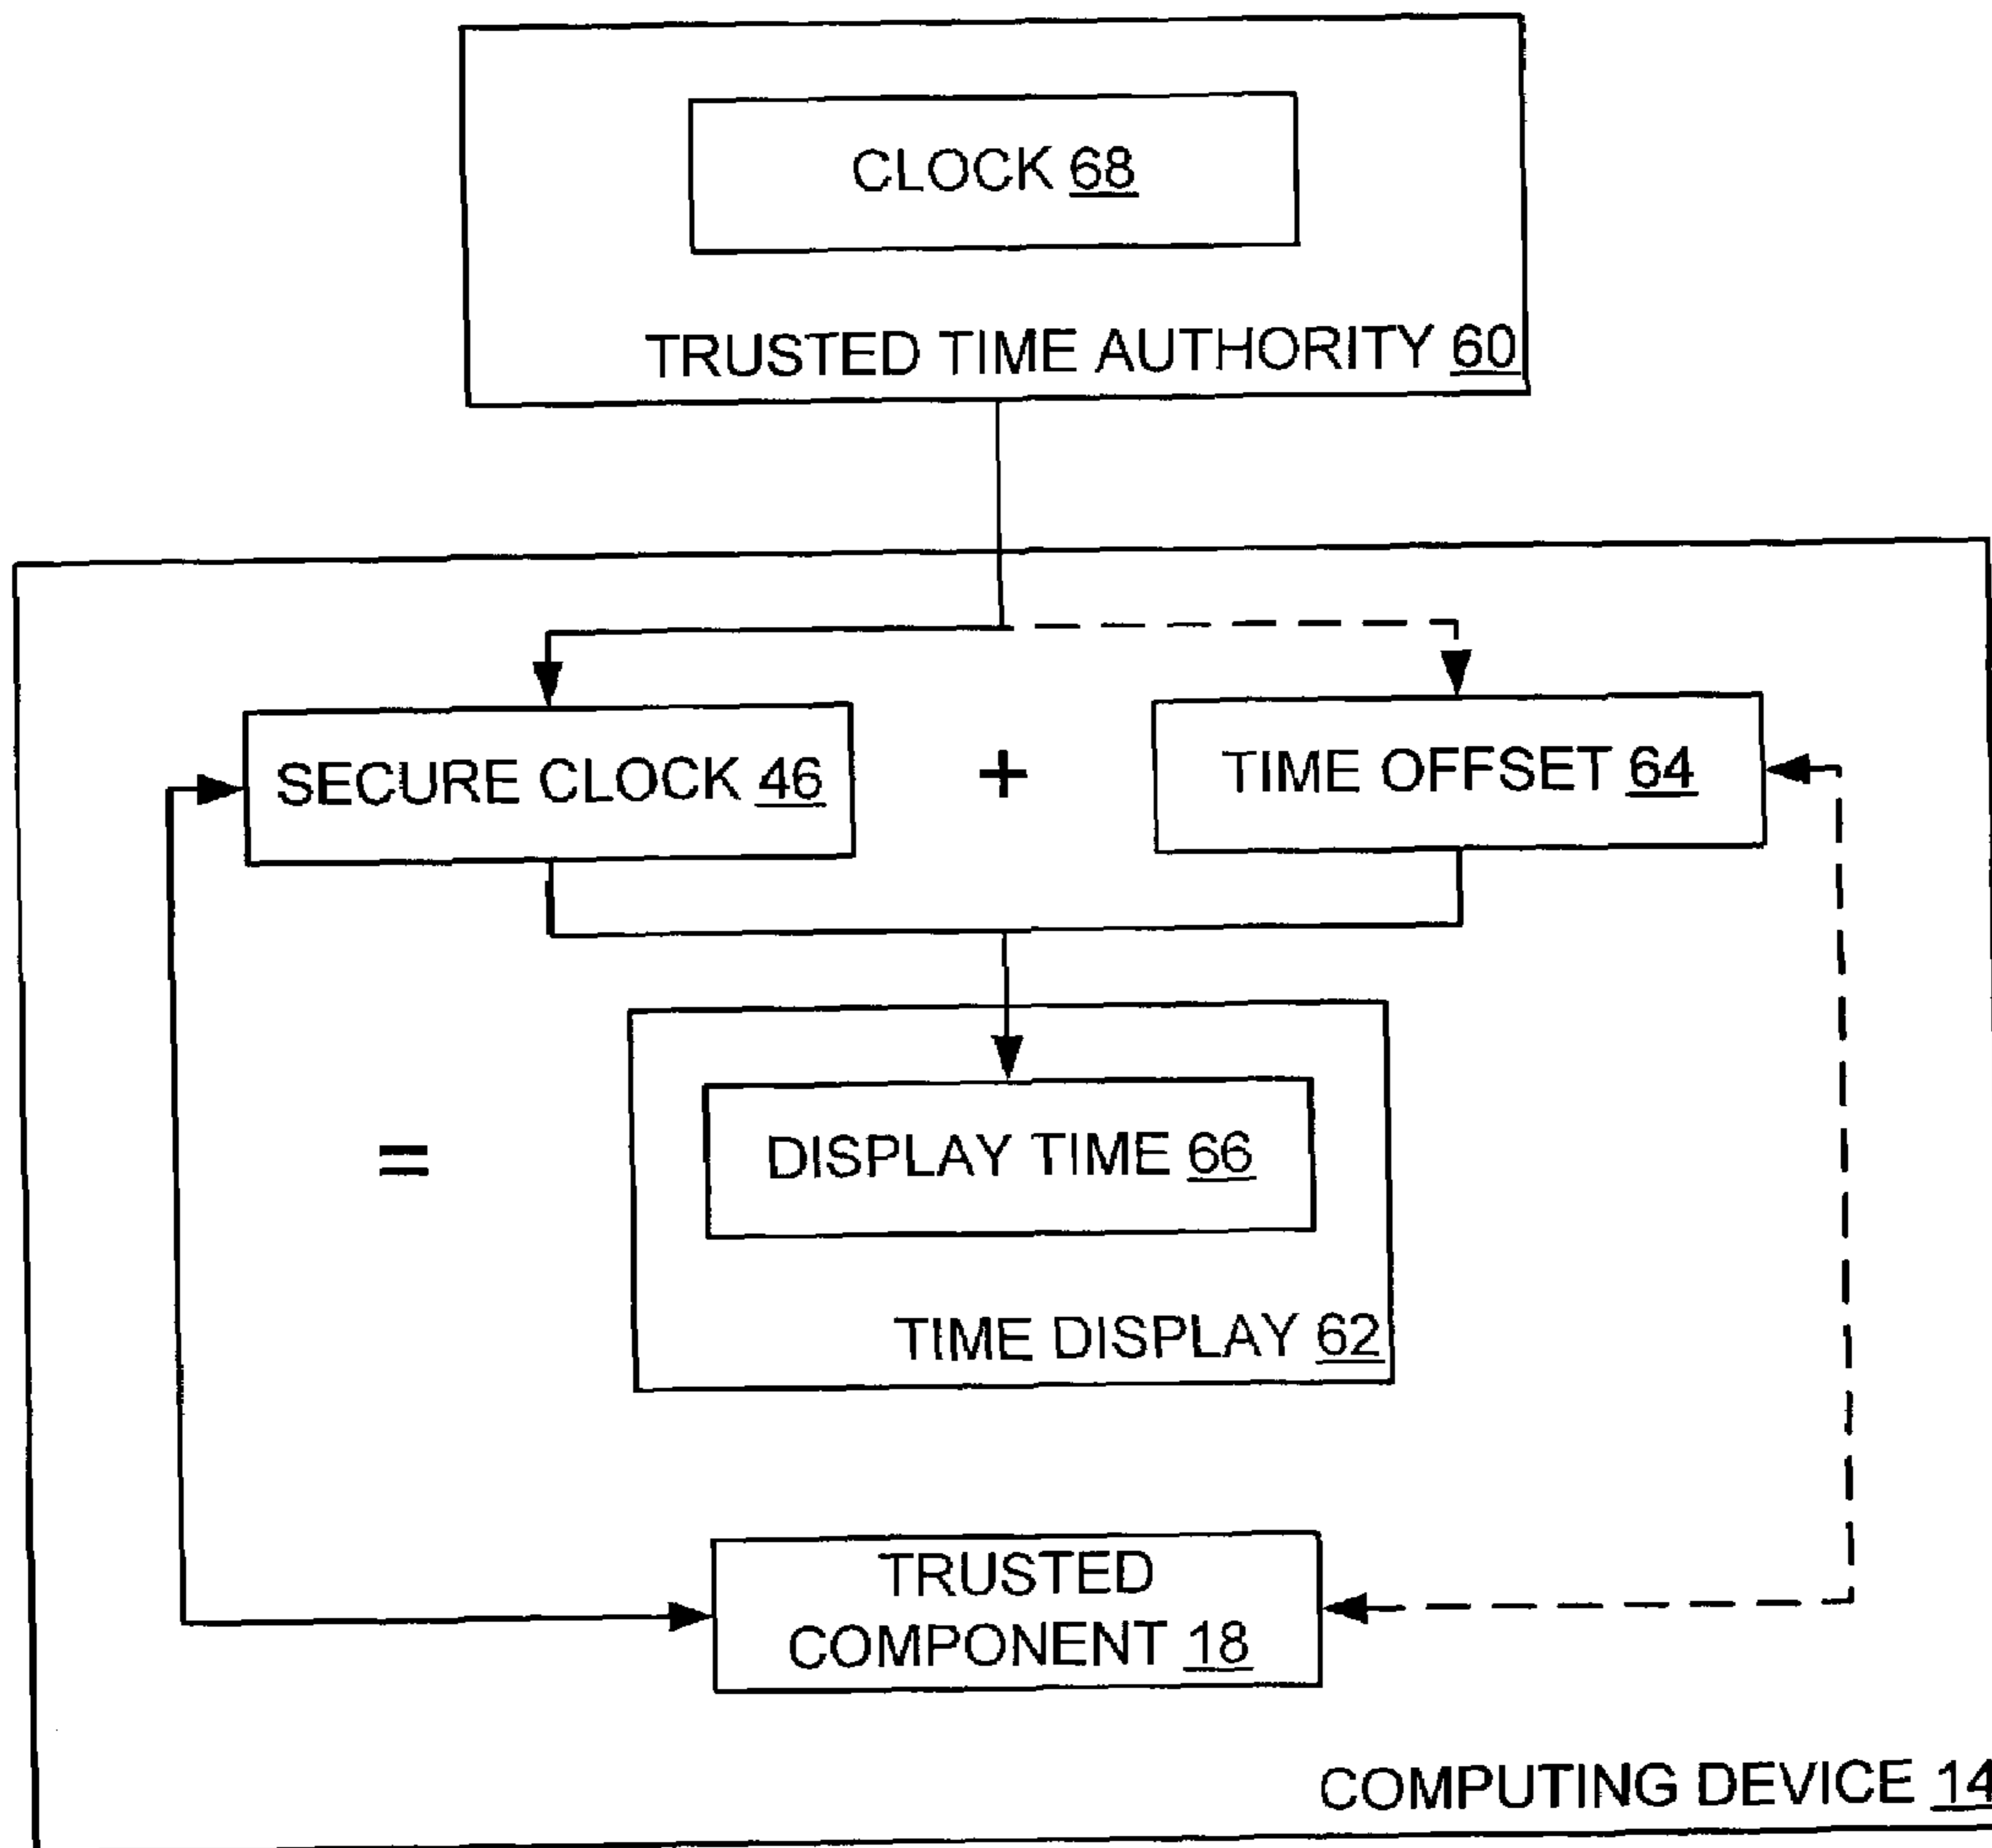 CLOCK 68
TRUSTED TIME AUTHORITY 60
SECURE CLOCK 46
+
TIME OFFSET 64
=
DISPLAY TIME 66
TIME DISPLAY 62
TRUSTED
COMPONENT 18
COMPUTING DEVICE 14